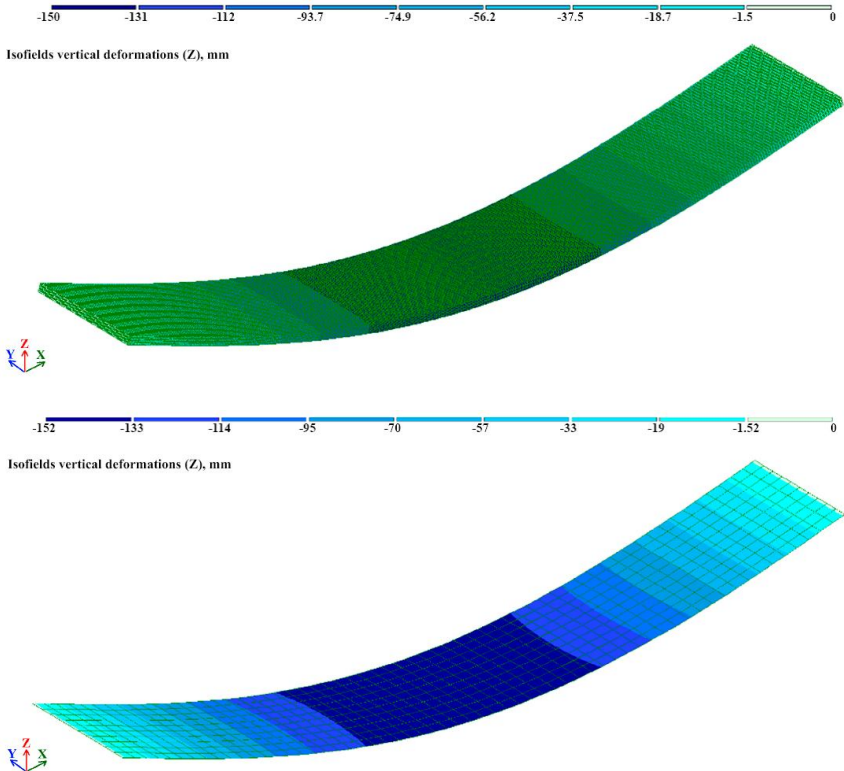 -150 -131 -112 -93.7 -74.9 -56.2 -37.5 -18.7 -1.5 0
Isofields vertical deformations (Z), mm
Z
Y X
-152 -133 -114 -95 -70 -57 -33 -19 -1.52 0
Isofields vertical deformations (Z), mm
Z
Y X